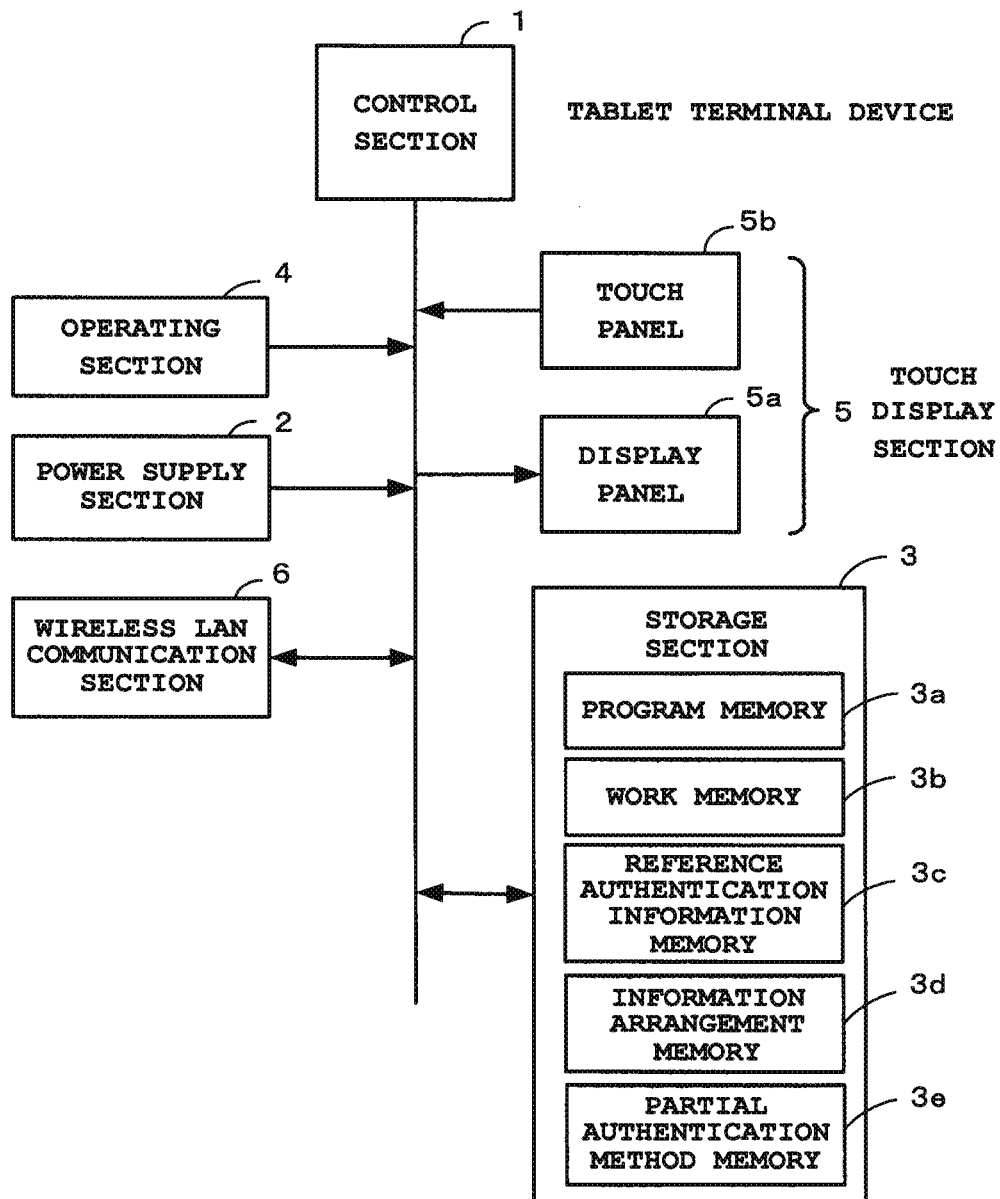 1
CONTROL
SECTION
TABLET TERMINAL DEVICE
5b
TOUCH
PANEL
4
OPERATING
SECTION
5a
DISPLAY
PANEL
5
TOUCH
DISPLAY
SECTION
2
POWER SUPPLY
SECTION
6
WIRELESS LAN
COMMUNICATION
SECTION
3
STORAGE
SECTION
PROGRAM MEMORY
3a
WORK MEMORY
3b
REFERENCE
AUTHENTICATION
INFORMATION
MEMORY
3c
INFORMATION
ARRANGEMENT
MEMORY
3d
PARTIAL
AUTHENTICATION
METHOD MEMORY
3e